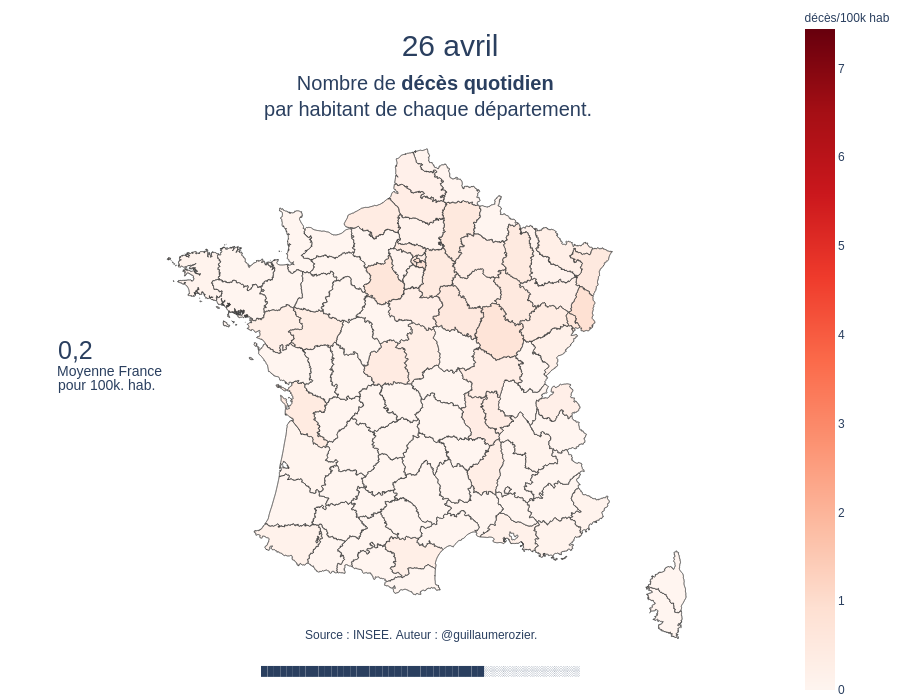 décès/100k hab
26 avril
Nombre de décès quotidien
par habitant de chaque département.
7
6
5
4
3
2
1
0
0,2
Moyenne France
pour 100k. hab.
Source : INSEE. Auteur : @guillaumerozier.